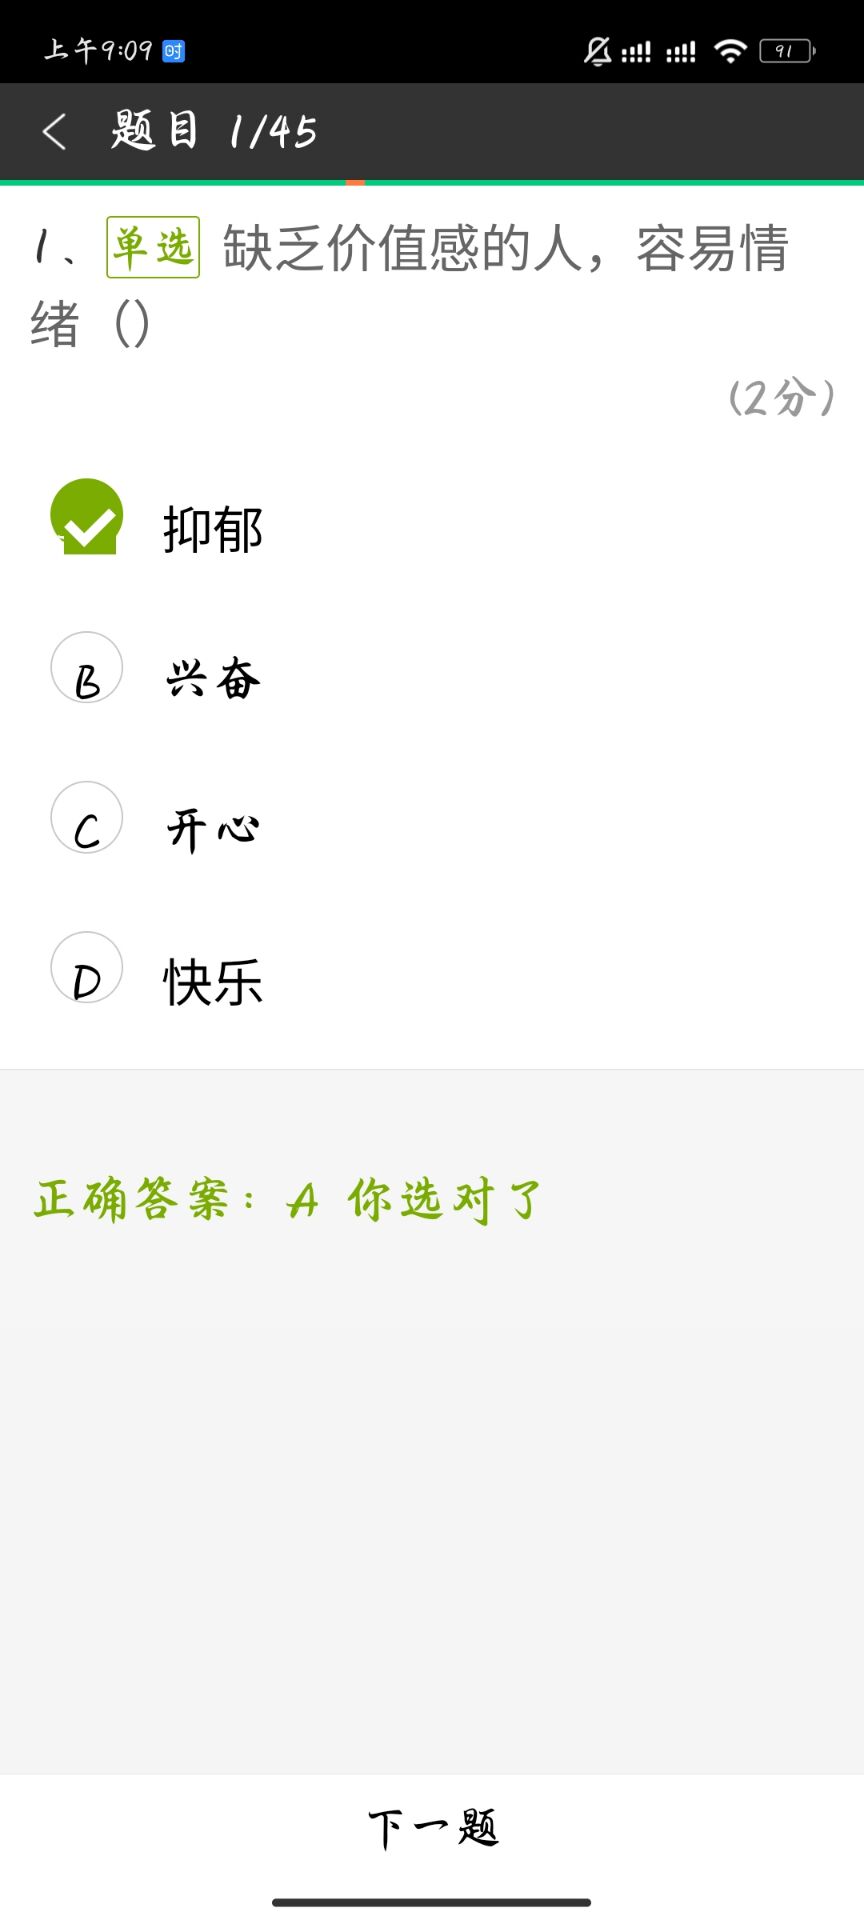 上午9:09 时 91
题目 1/45
1、单选 缺乏价值感的人，容易情
绪（）
(2分)
抑郁
B 兴奋
C 开心
D 快乐
正确答案：A 你选对了
下一题